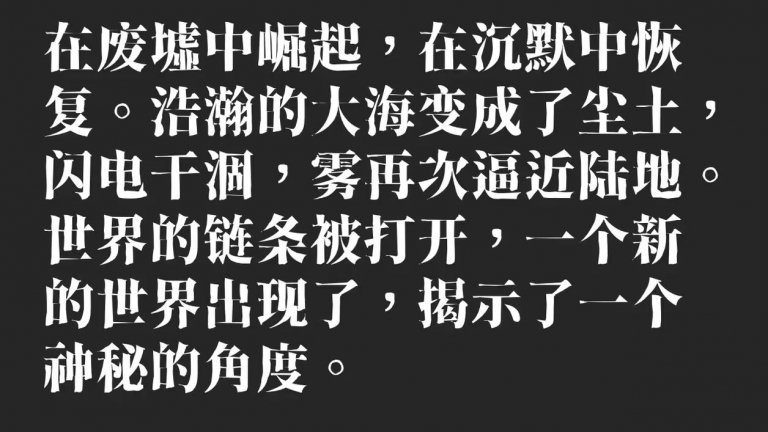 在废墟中崛起，在沉默中恢
复。浩瀚的大海变成了尘土，
闪电干涸，雾再次逼近陆地。
世界的链条被打开，一个新
的世界出现了，揭示了一个
神秘的角度。